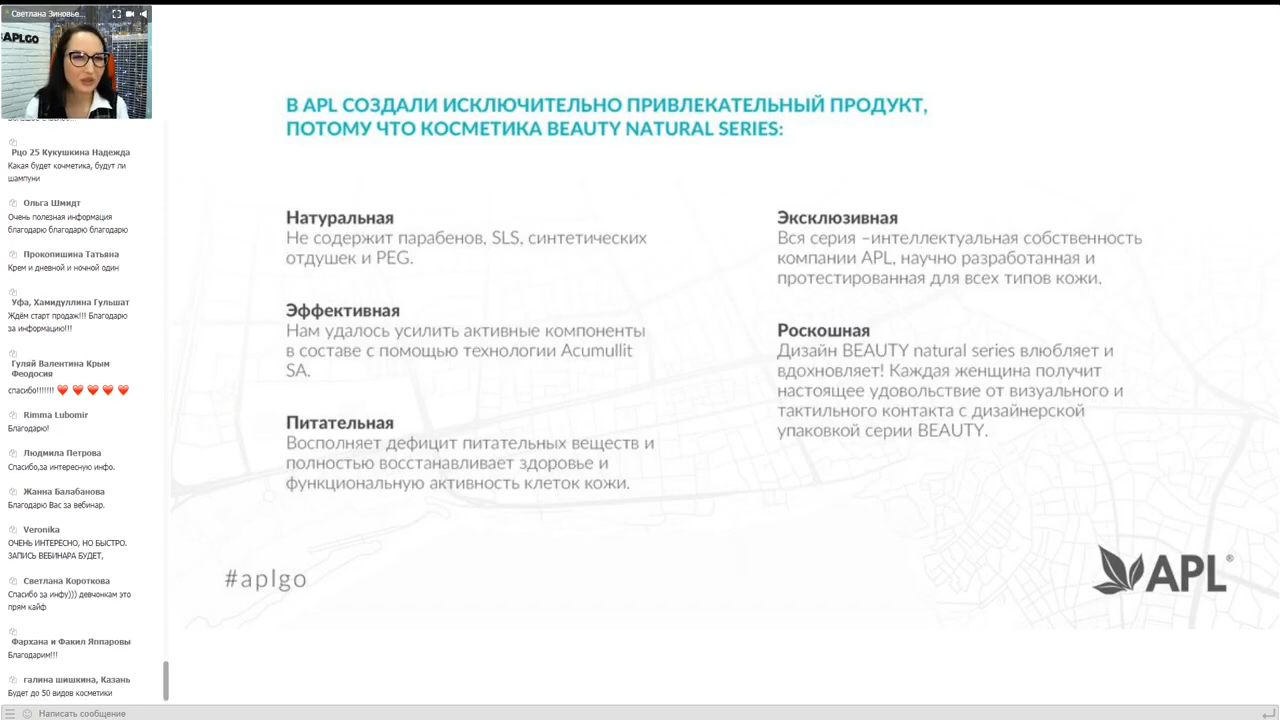 Светлана Зиновье...
APLGO
Рцо 25 Кукушкина Надежда
Какая будет кочметика, будут ли
шампуни
Ольга Шмидт
Очень полезная информация
благодарю благодарю благодарю
Прокопишина Татьяна
Крем и дневной и ночной один
Уфа, Хамидуллина Гульшат
Ждём старт продаж!!! Благодарю
за информацию!!!
Гуляй Валентина Крым
Феодосия
спасибо!!!!!!! ❤ ❤ ❤ ❤ ❤
Rimma Lubomir
Благодарю!
Людмила Петрова
Спасибо,за интересную инфо.
Жанна Балабанова
Благодарю Вас за вебинар.
Veronika
ОЧЕНЬ ИНТЕРЕСНО, НО БЫСТРО.
ЗАПИСЬ ВЕБИНАРА БУДЕТ,
Светлана Короткова
Спасибо за инфу))) девчонкам это
прям кайф
Фархана и Факил Яппаровы
Благодарим!!!
галина шишкина, Казань
Будет до 50 видов косметики
Написать сообщение
В APL СОЗДАЛИ ИСКЛЮЧИТЕЛЬНО ПРИВЛЕКАТЕЛЬНЫЙ ПРОДУКТ,
ПОТОМУ ЧТО КОСМЕТИКА BEAUTY NATURAL SERIES:
Натуральная
Не содержит парабенов, SLS, синтетических
отдушек и PEG.
Эффективная
Нам удалось усилить активные компоненты
в составе с помощью технологии Acumullit
SA.
Питательная
Восполняет дефицит питательных веществ и
полностью восстанавливает здоровье и
функциональную активность клеток кожи.
Эксклюзивная
Вся серия –интеллектуальная собственность
компании APL, научно разработанная и
протестированная для всех типов кожи.
Роскошная
Дизайн BEAUTY natural series влюбляет и
вдохновляет! Каждая женщина получит
настоящее удовольствие от визуального и
тактильного контакта с дизайнерской
упаковкой серии BEAUTY.
#aplgo
APL®